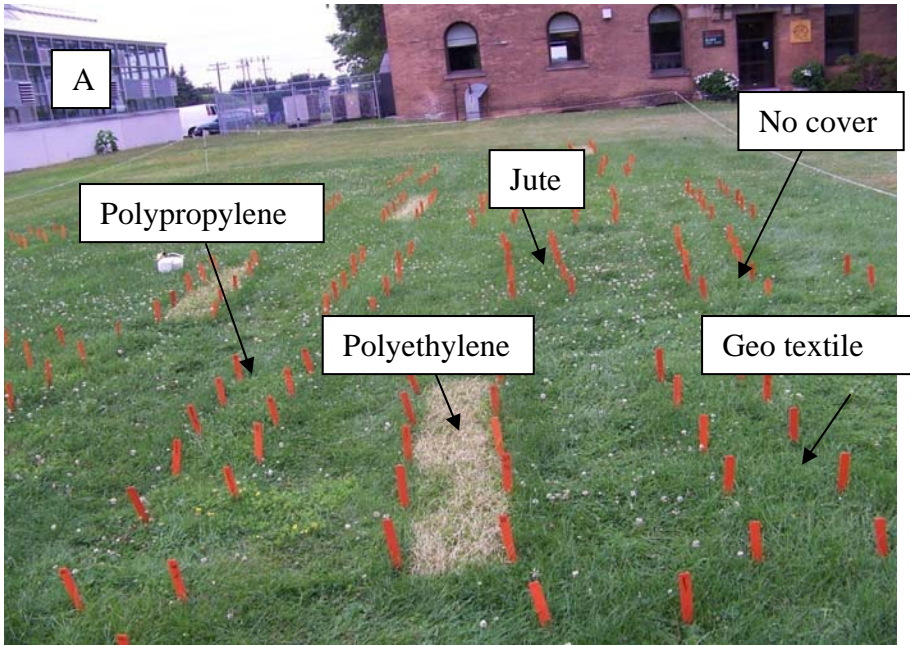 A
No cover
Jute
Polypropylene
Polyethylene
Geo textile